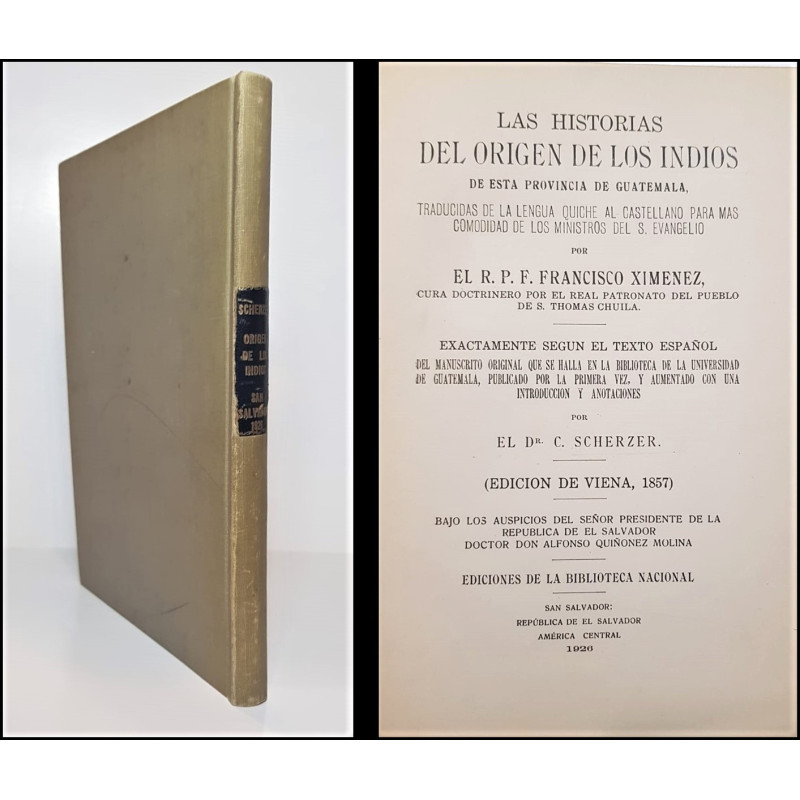 ORIGEN
INDIOS
SAN
LAS HISTORIAS
DEL ORIGEN DE LOS INDIOS
DE ESTA PROVINCIA DE GUATEMALA,
TRADUCIDAS DE LA LENGUA QUICHE AL CASTELLANO PARA MAS
COMODIDAD DE LOS MINISTROS DEL S. EVANGELIO
POR
EL R. P. F. FRANCISCO XIMENEZ,
CURA DOCTRINERO POR EL REAL PATRONATO DEL PUEBLO
DE S. THOMAS CHUILA.
EXACTAMENTE SEGUN EL TEXTO ESPAÑOL
DEL MANUSCRITO ORIGINAL QUE SE HALLA EN LA BIBLIOTECA DE LA UNIVERSIDAD
DE GUATEMALA, PUBLICADO POR LA PRIMERA VEZ, Y AUMENTADO CON UNA
INTRODUCCION Y ANOTACIONES
POR
EL DR. C. SCHERZER.
(EDICION DE VIENA, 1857)
BAJO LOS AUSPICIOS DEL SEÑOR PRESIDENTE DE LA
REPUBLICA DE EL SALVADOR
DOCTOR DON ALFONSO QUIÑONEZ MOLINA
EDICIONES DE LA BIBLIOTECA NACIONAL
SAN SALVADOR:
REPÚBLICA DE EL SALVADOR
AMÉRICA CENTRAL
1926